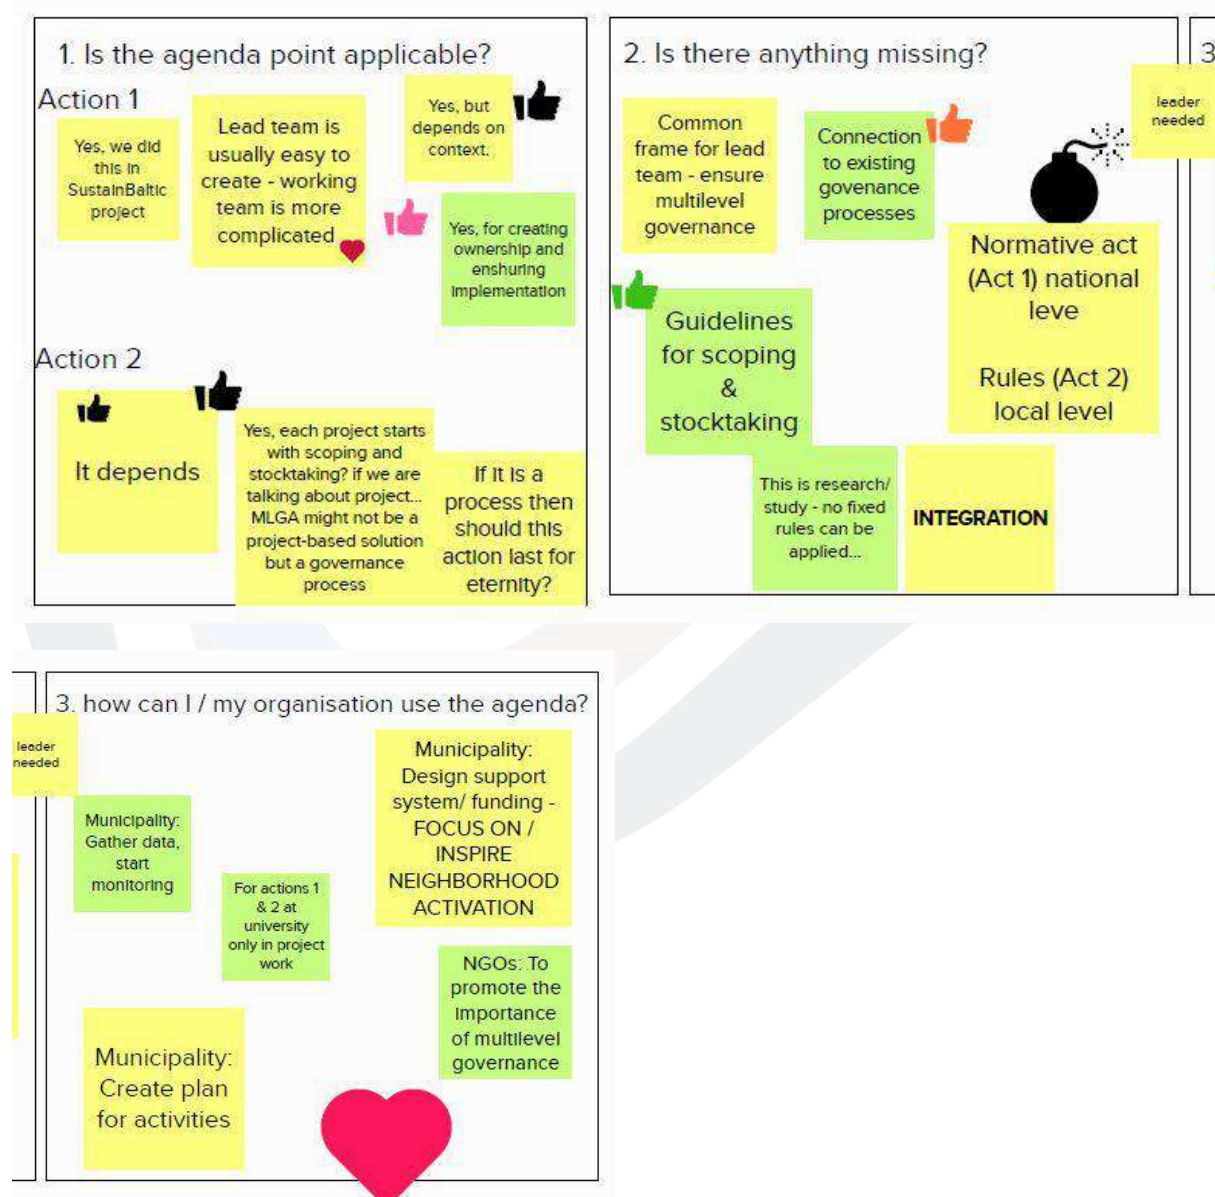 1. Is the agenda point applicable?
Action 1
Yes, we did
this in
SustainBaltic
project
Lead team is
usually easy to
create - working
team is more
complicated
Yes, but
depends on
context.
Yes, for creating
ownership and
enshuring
implementation
Action 2
It depends
Yes, each project starts
with scoping and
stocktaking? if we are
talking about project...
MLGA might not be a
project-based solution
but a governance
process
If it is a
process then
should this
action last for
eternity?
2. Is there anything missing?
Common
frame for lead
team - ensure
multilevel
governance
Connection
to existing
govenance
processes
Normative act
(Act 1) national
leve
Rules (Act 2)
local level
Guidelines
for scoping
&
stocktaking
This is research/
study - no fixed
rules can be
applied...
INTEGRATION
3
leader
needed
3. how can I / my organisation use the agenda?
leader
needed
Municipality:
Gather data,
start
monitoring
For actions 1
& 2 at
university
only in project
work
Municipality:
Design support
system/ funding -
FOCUS ON /
INSPIRE
NEIGHBORHOOD
ACTIVATION
NGOs: To
promote the
importance
of multilevel
governance
Municipality:
Create plan
for activities